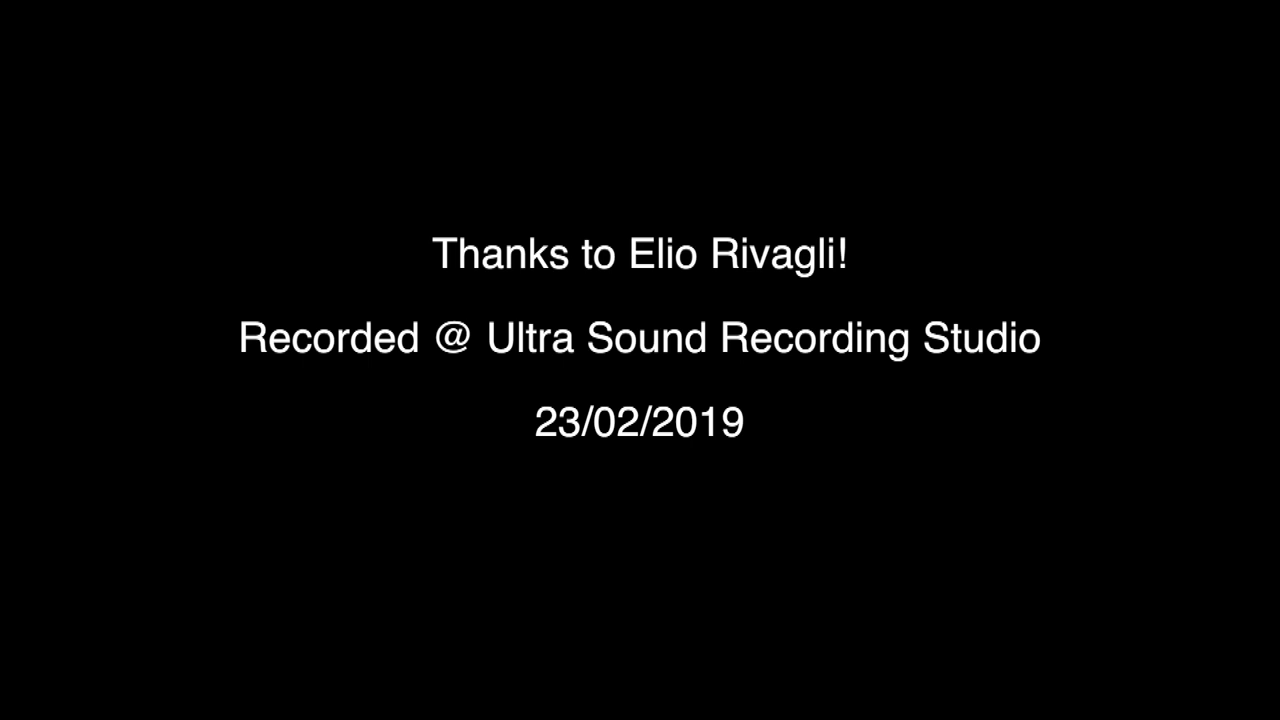 Thanks to Elio Rivagli!
Recorded @ Ultra Sound Recording Studio
23/02/2019